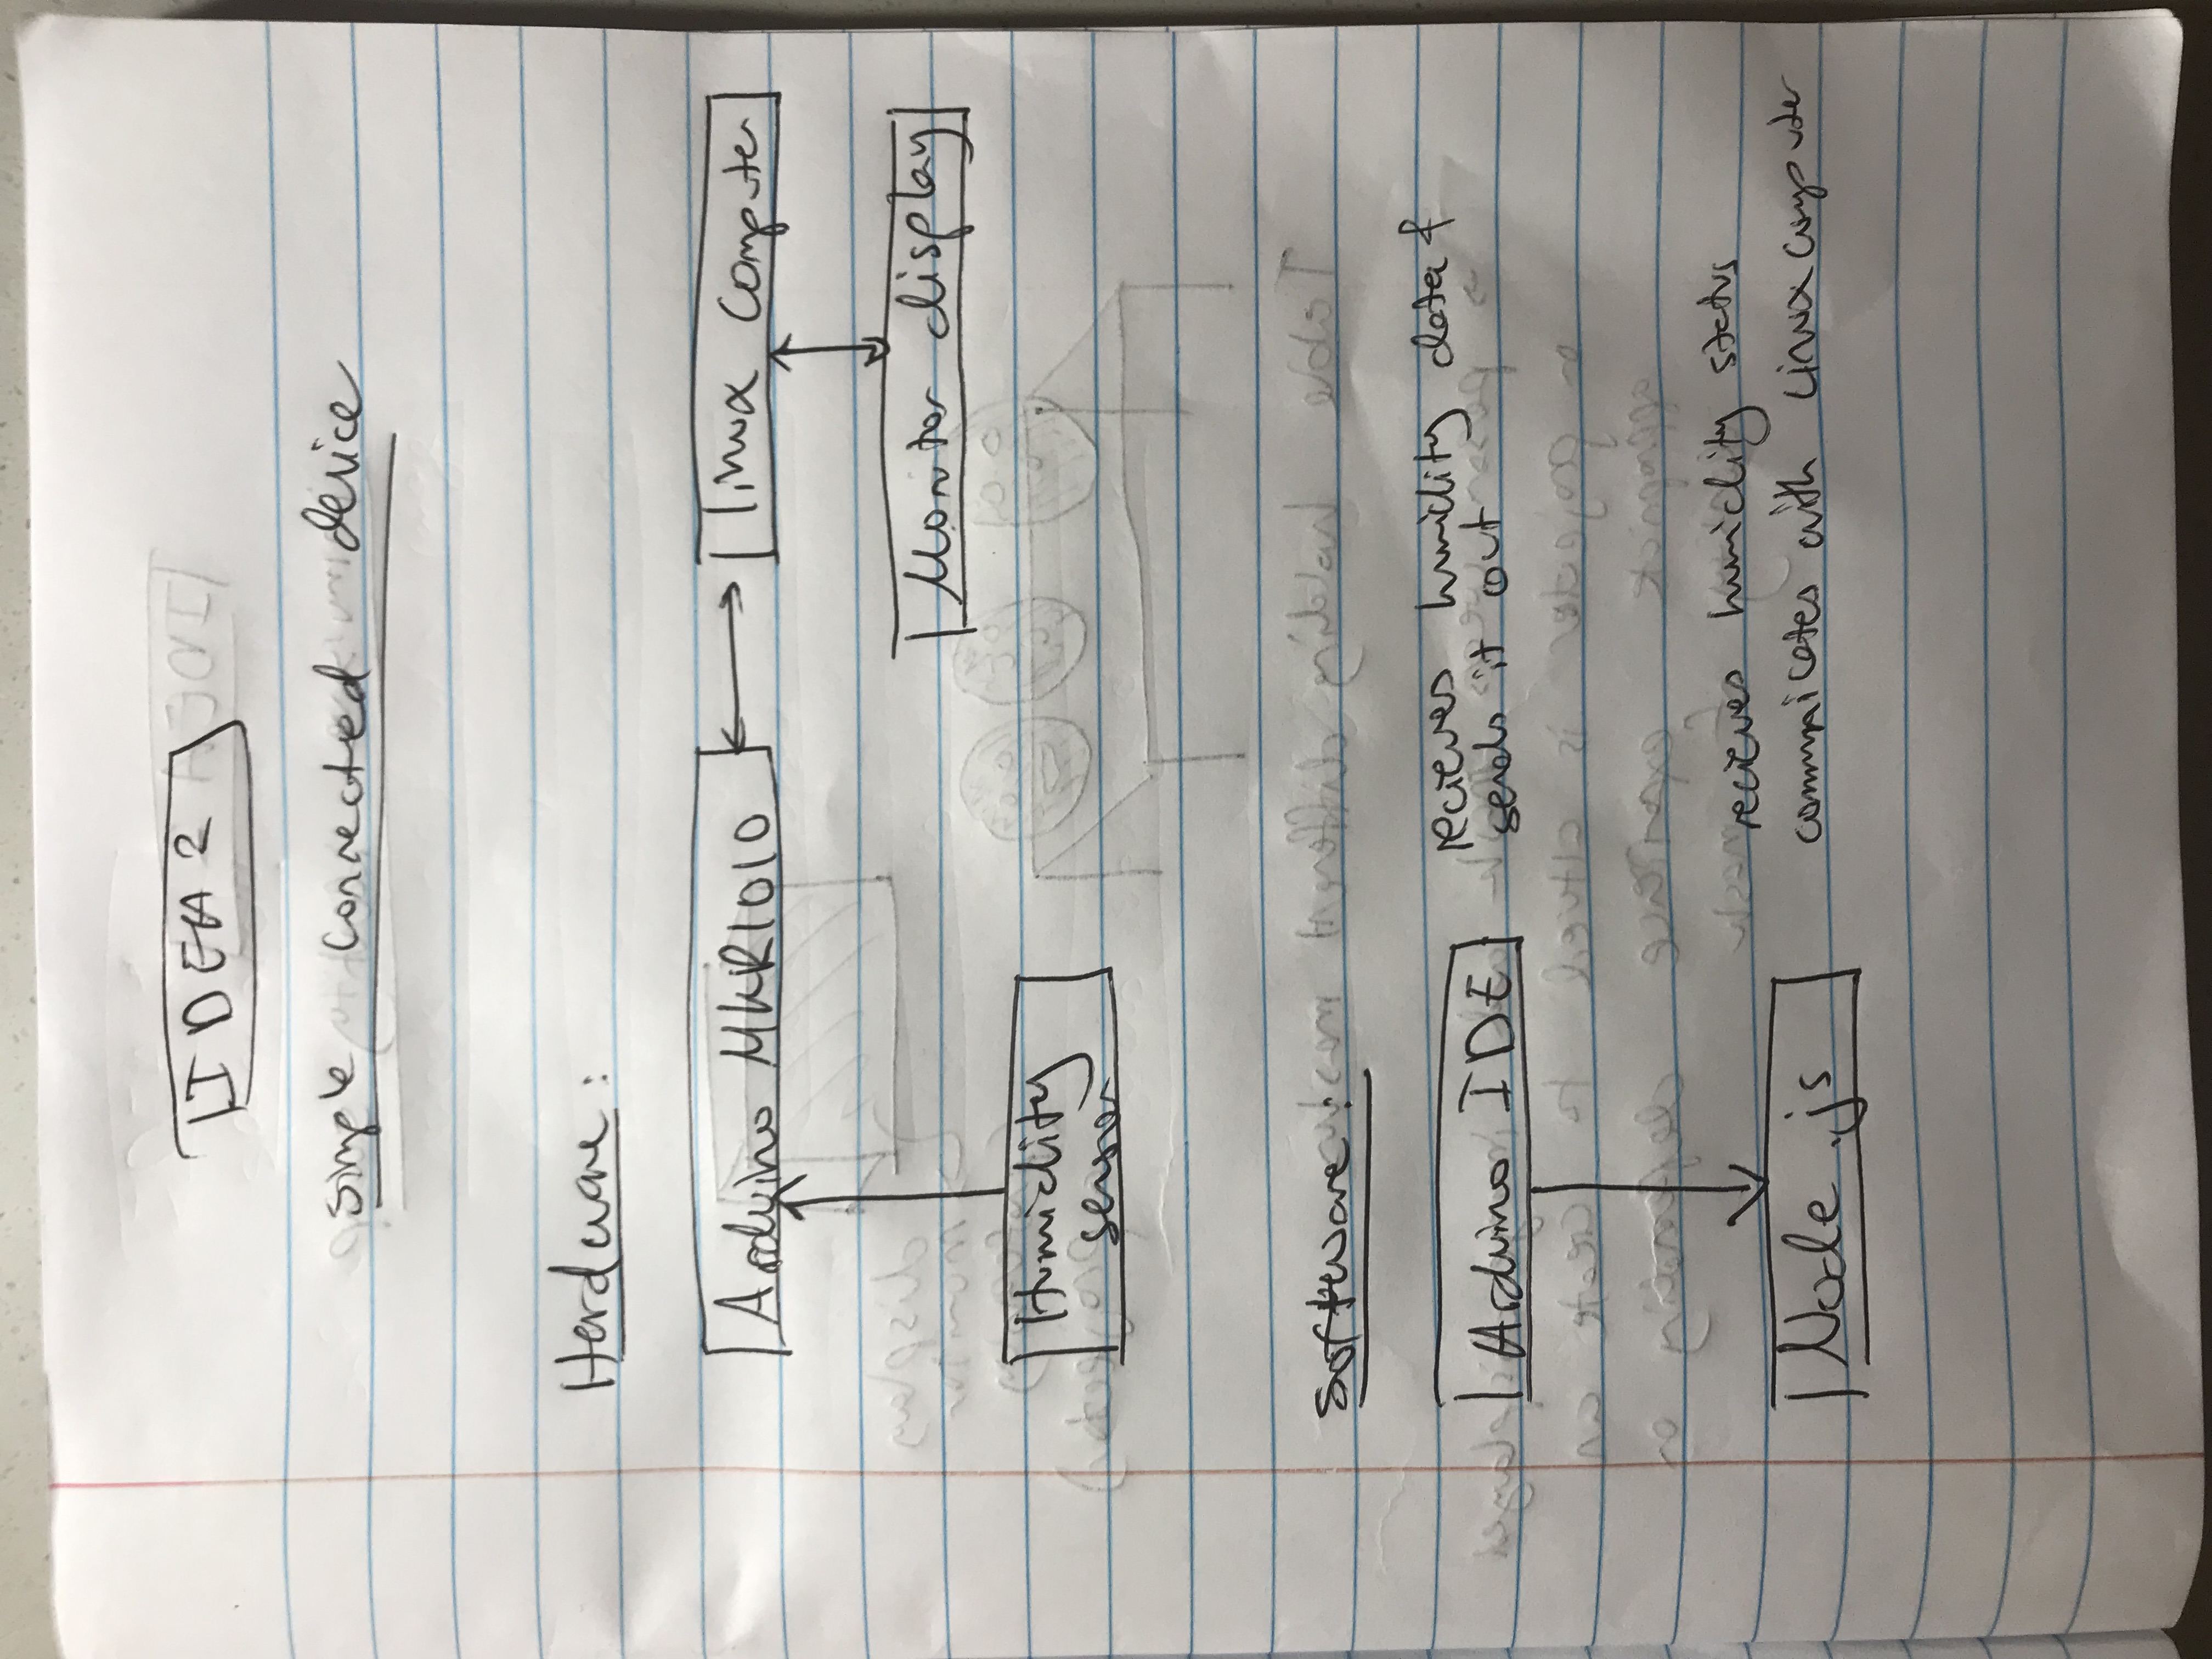 IDEA 2
simple connected device
Hardware:
Arduino MKR1010
linux computer
Monitor display
Humidity
sensor
Software:
Arduino IDE
recieves humidity data &
sends it out
Node.js
recieves humidity status
communicates with linux computer